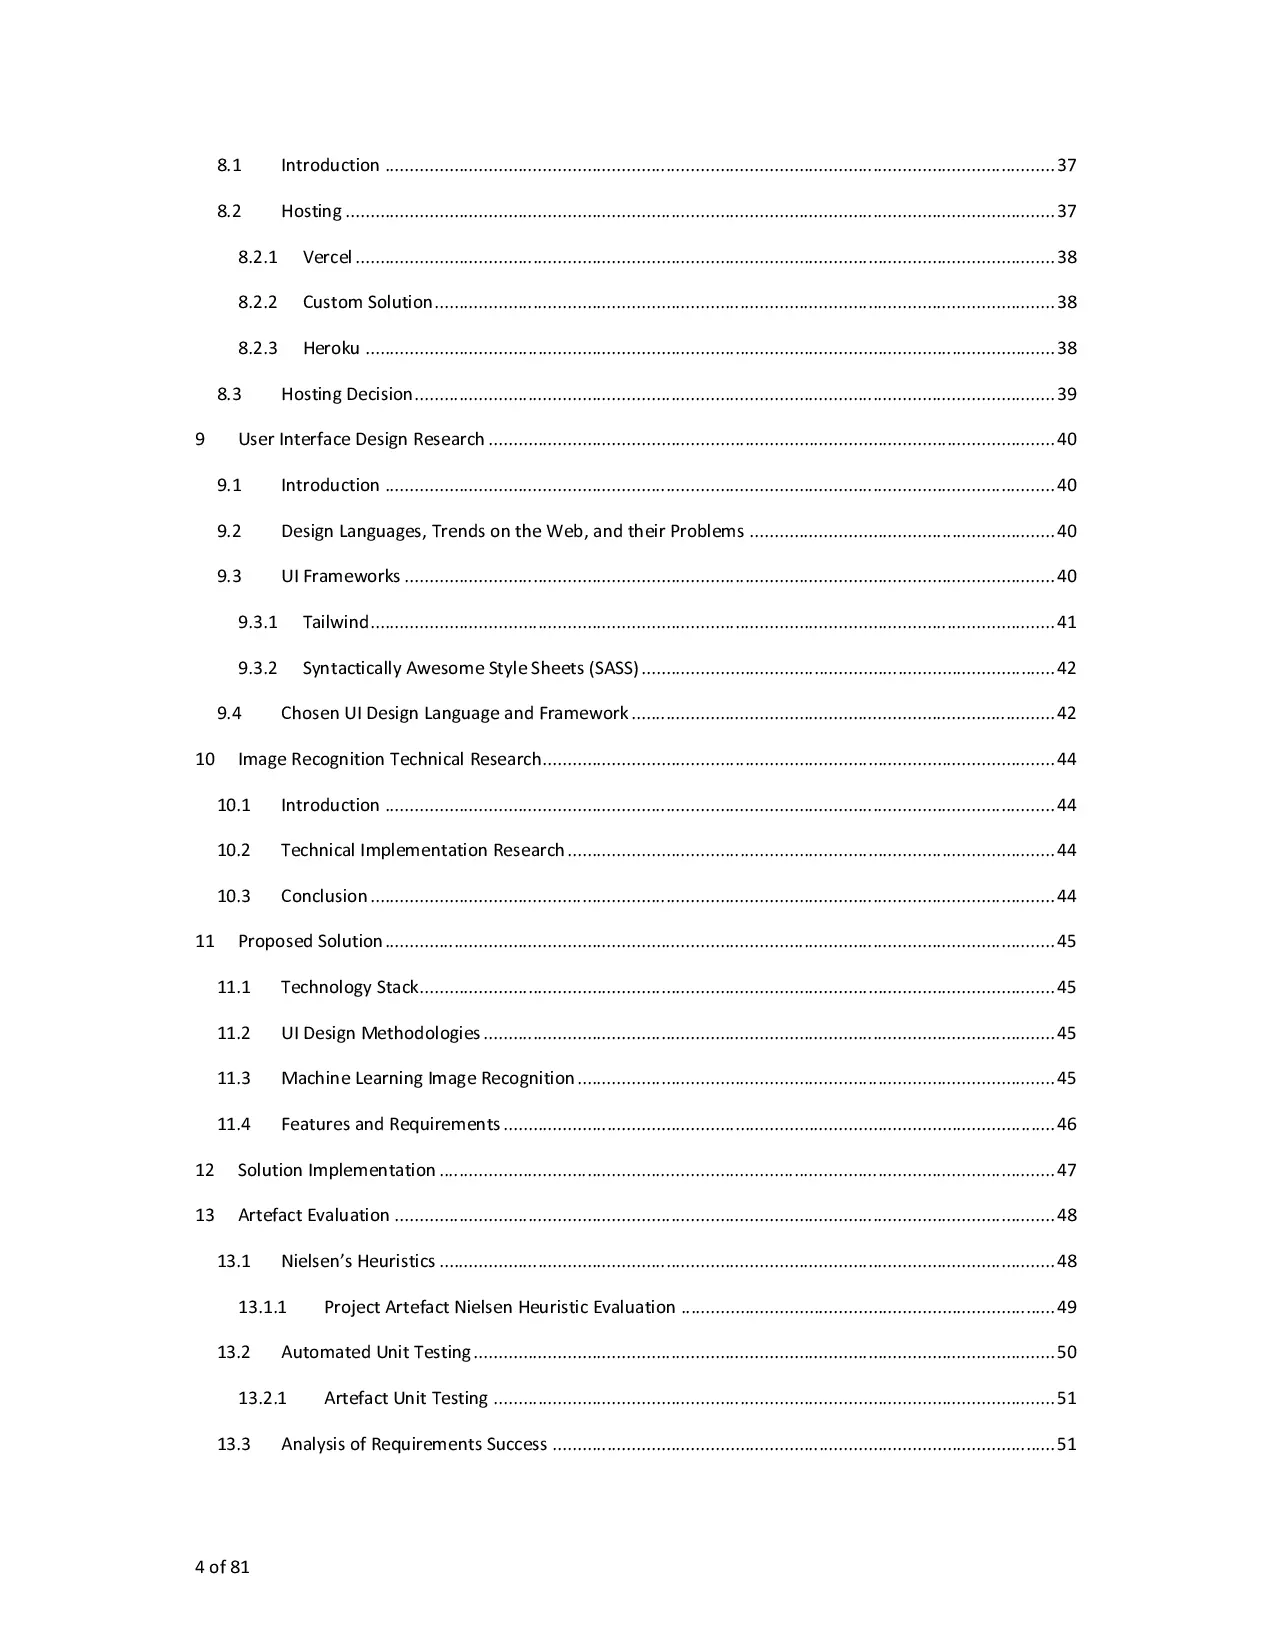 8.1 Introduction 37
8.2 Hosting 37
8.2.1 Vercel 38
8.2.2 Custom Solution 38
8.2.3 Heroku 38
8.3 Hosting Decision 39
9 User Interface Design Research 40
9.1 Introduction 40
9.2 Design Languages, Trends on the Web, and their Problems 40
9.3 UI Frameworks 40
9.3.1 Tailwind 41
9.3.2 Syntactically Awesome Style Sheets (SASS) 42
9.4 Chosen UI Design Language and Framework 42
10 Image Recognition Technical Research 44
10.1 Introduction 44
10.2 Technical Implementation Research 44
10.3 Conclusion 44
11 Proposed Solution 45
11.1 Technology Stack 45
11.2 UI Design Methodologies 45
11.3 Machine Learning Image Recognition 45
11.4 Features and Requirements 46
12 Solution Implementation 47
13 Artefact Evaluation 48
13.1 Nielsen’s Heuristics 48
13.1.1 Project Artefact Nielsen Heuristic Evaluation 49
13.2 Automated Unit Testing 50
13.2.1 Artefact Unit Testing 51
13.3 Analysis of Requirements Success 51
4 of 81